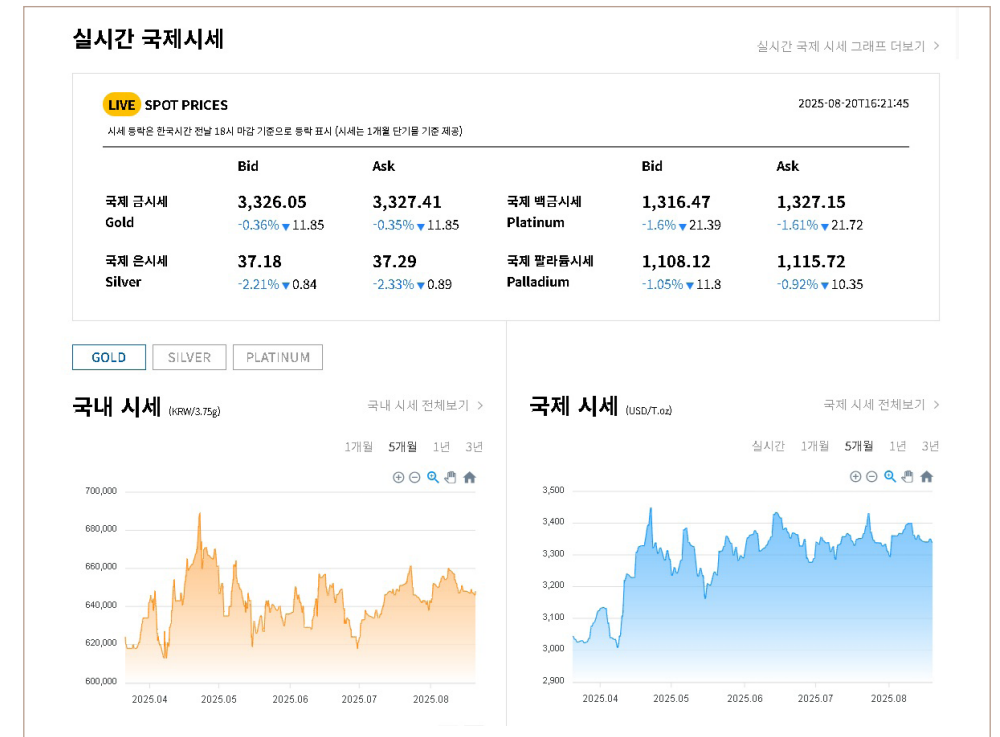 실시간 국제시세
실시간 국제 시세 그래프 더보기 >
LIVE SPOT PRICES
2025-08-20T16:21:45
시세 등락은 한국시간 전날 18시 마감 기준으로 등락 표시 (시세는 1개월 단기물 기준 제공)
Bid Ask Bid Ask
국제 금시세 3,326.05 3,327.41 국제 백금시세 1,316.47 1,327.15
Gold -0.36% ▼ 11.85 -0.35% ▼ 11.85 Platinum -1.6% ▼ 21.39 -1.61% ▼ 21.72
국제 은시세 37.18 37.29 국제 팔라듐시세 1,108.12 1,115.72
Silver -2.21% ▼ 0.84 -2.33% ▼ 0.89 Palladium -1.05% ▼ 11.8 -0.92% ▼ 10.35
GOLD SILVER PLATINUM
국내 시세 (KRW/3.75g)
국내 시세 전체보기 >
1개월 5개월 1년 3년
700,000
680,000
660,000
640,000
620,000
600,000
2025.04 2025.05 2025.06 2025.07 2025.08
국제 시세 (USD/T.oz)
국제 시세 전체보기 >
실시간 1개월 5개월 1년 3년
3,500
3,400
3,300
3,200
3,100
3,000
2,900
2025.04 2025.05 2025.06 2025.07 2025.08